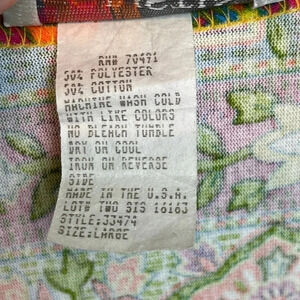 RN# 70491
50% POLYESTER
50% COTTON
MACHINE WASH COLD
WITH LIKE COLORS
NO BLEACH TUMBLE
DRY ON COOL
IRON ON REVERSE
SIDE
MADE IN THE U.S.A.
LOT# TWO SIS 16163
STYLE:33474
SIZE:LARGE